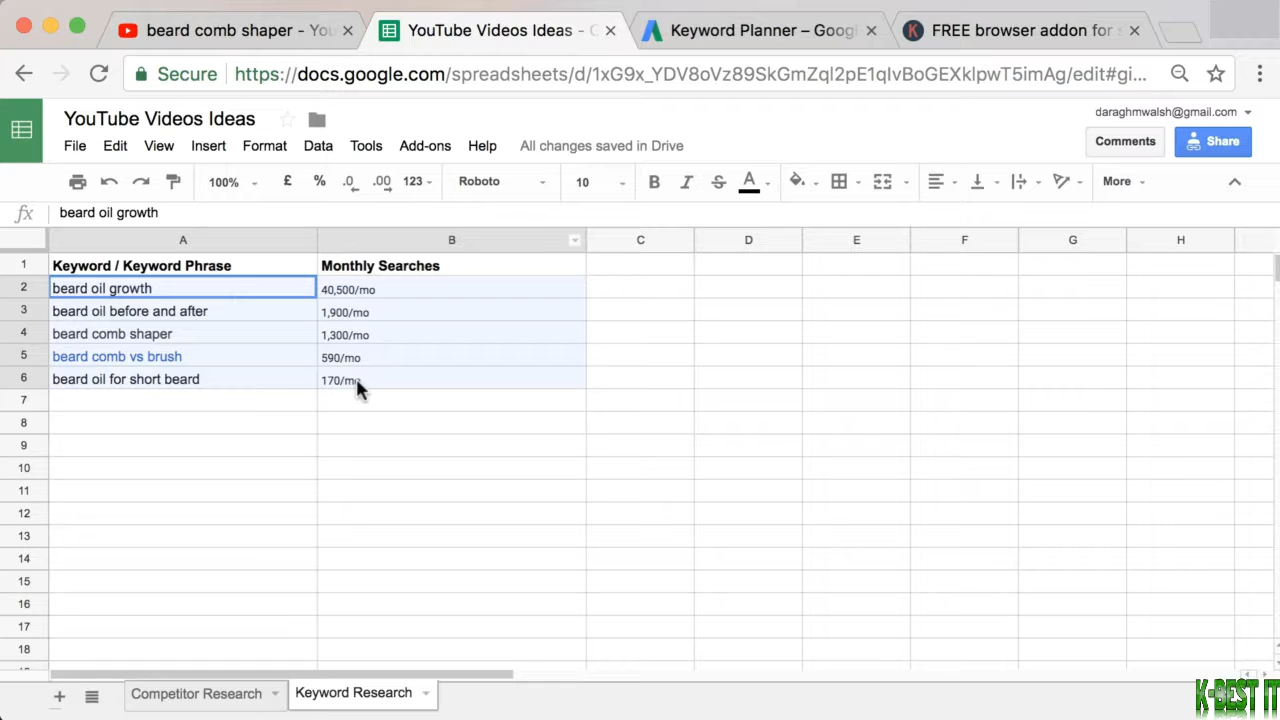 beard comb shaper - You
YouTube Videos Ideas - G
Keyword Planner – Googl
FREE browser addon for s
Secure
https://docs.google.com/spreadsheets/d/1xG9x_YDV8oVz89SkGmZql2pE1qIvBoGEXklpwT5imAg/edit#gi...
YouTube Videos Ideas
daraghmwalsh@gmail.com
File Edit View Insert Format Data Tools Add-ons Help All changes saved in Drive
Comments
Share
100% £ % .0 .00 123 Roboto 10 B I S A More
fx beard oil growth
A B C D E F G H
1 Keyword / Keyword Phrase Monthly Searches
2 beard oil growth 40,500/mo
3 beard oil before and after 1,900/mo
4 beard comb shaper 1,300/mo
5 beard comb vs brush 590/mo
6 beard oil for short beard 170/mo
7
8
9
10
11
12
13
14
15
16
17
18
+ Competitor Research Keyword Research
K-BEST IT